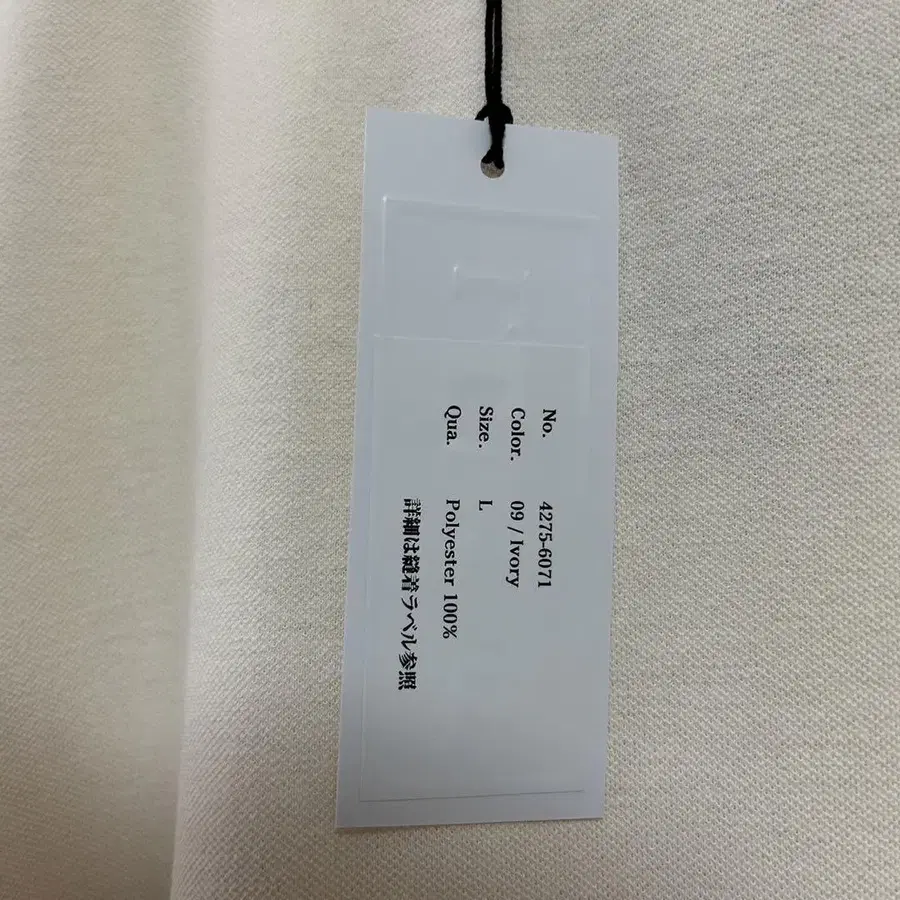 No. 4275-6071
Color. 09 / Ivory
Size. L
Qua. Polyester 100%
詳細は縫着ラベル参照